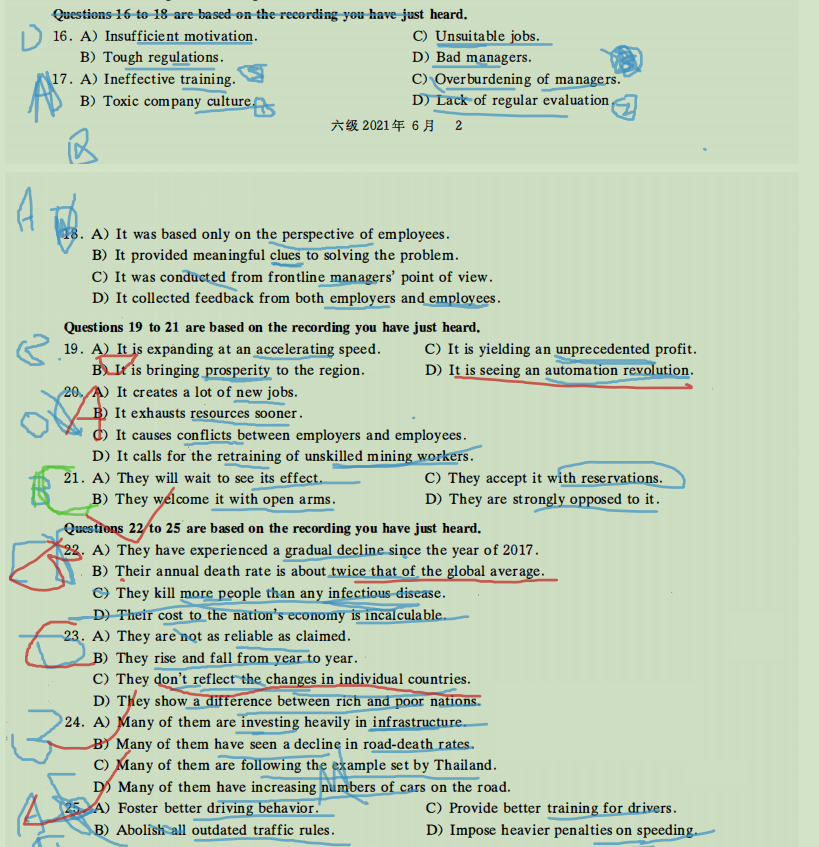 Questions 16 to 18 are based on the recording you have just heard.
D 16. A) Insufficient motivation. C) Unsuitable jobs.
B) Tough regulations. D) Bad managers.
A 17. A) Ineffective training. C) Overburdening of managers.
B) Toxic company culture. D) Lack of regular evaluation.
六级 2021年 6 月 2
B
A
18. A) It was based only on the perspective of employees.
B) It provided meaningful clues to solving the problem.
C) It was conducted from frontline managers' point of view.
D) It collected feedback from both employers and employees.
Questions 19 to 21 are based on the recording you have just heard.
19. A) It is expanding at an accelerating speed. C) It is yielding an unprecedented profit.
B) It is bringing prosperity to the region. D) It is seeing an automation revolution.
20. A) It creates a lot of new jobs.
B) It exhausts resources sooner.
C) It causes conflicts between employers and employees.
D) It calls for the retraining of unskilled mining workers.
21. A) They will wait to see its effect. C) They accept it with reservations.
B) They welcome it with open arms. D) They are strongly opposed to it.
Questions 22 to 25 are based on the recording you have just heard.
22. A) They have experienced a gradual decline since the year of 2017.
B) Their annual death rate is about twice that of the global average.
C) They kill more people than any infectious disease.
D) Their cost to the nation's economy is incalculable.
23. A) They are not as reliable as claimed.
B) They rise and fall from year to year.
C) They don't reflect the changes in individual countries.
D) They show a difference between rich and poor nations.
24. A) Many of them are investing heavily in infrastructure.
B) Many of them have seen a decline in road-death rates.
C) Many of them are following the example set by Thailand.
D) Many of them have increasing numbers of cars on the road.
A 25. A) Foster better driving behavior. C) Provide better training for drivers.
B) Abolish all outdated traffic rules. D) Impose heavier penalties on speeding.